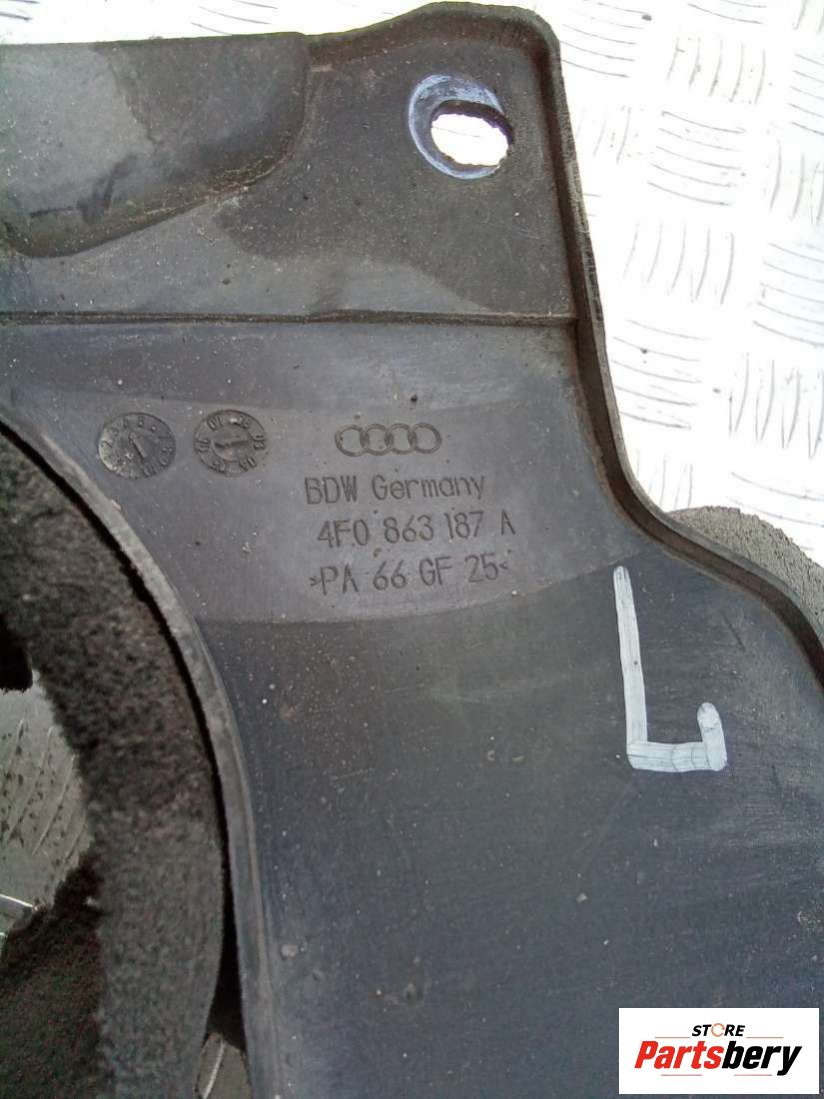 BDW Germany
4F0 863 187 A
>PA 66 GF 25<
L
STORE
Partsbery